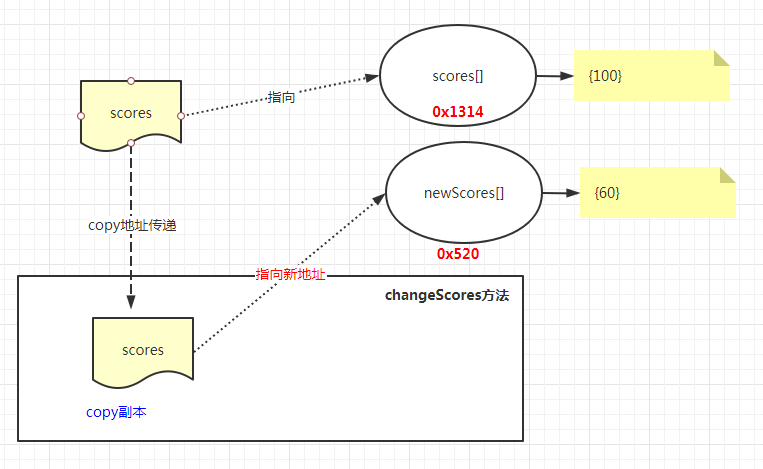 scores[]
{100}
scores
指向
0x1314
newScores[]
{60}
copy地址传递
0x520
指向新地址
changeScores方法
scores
copy副本